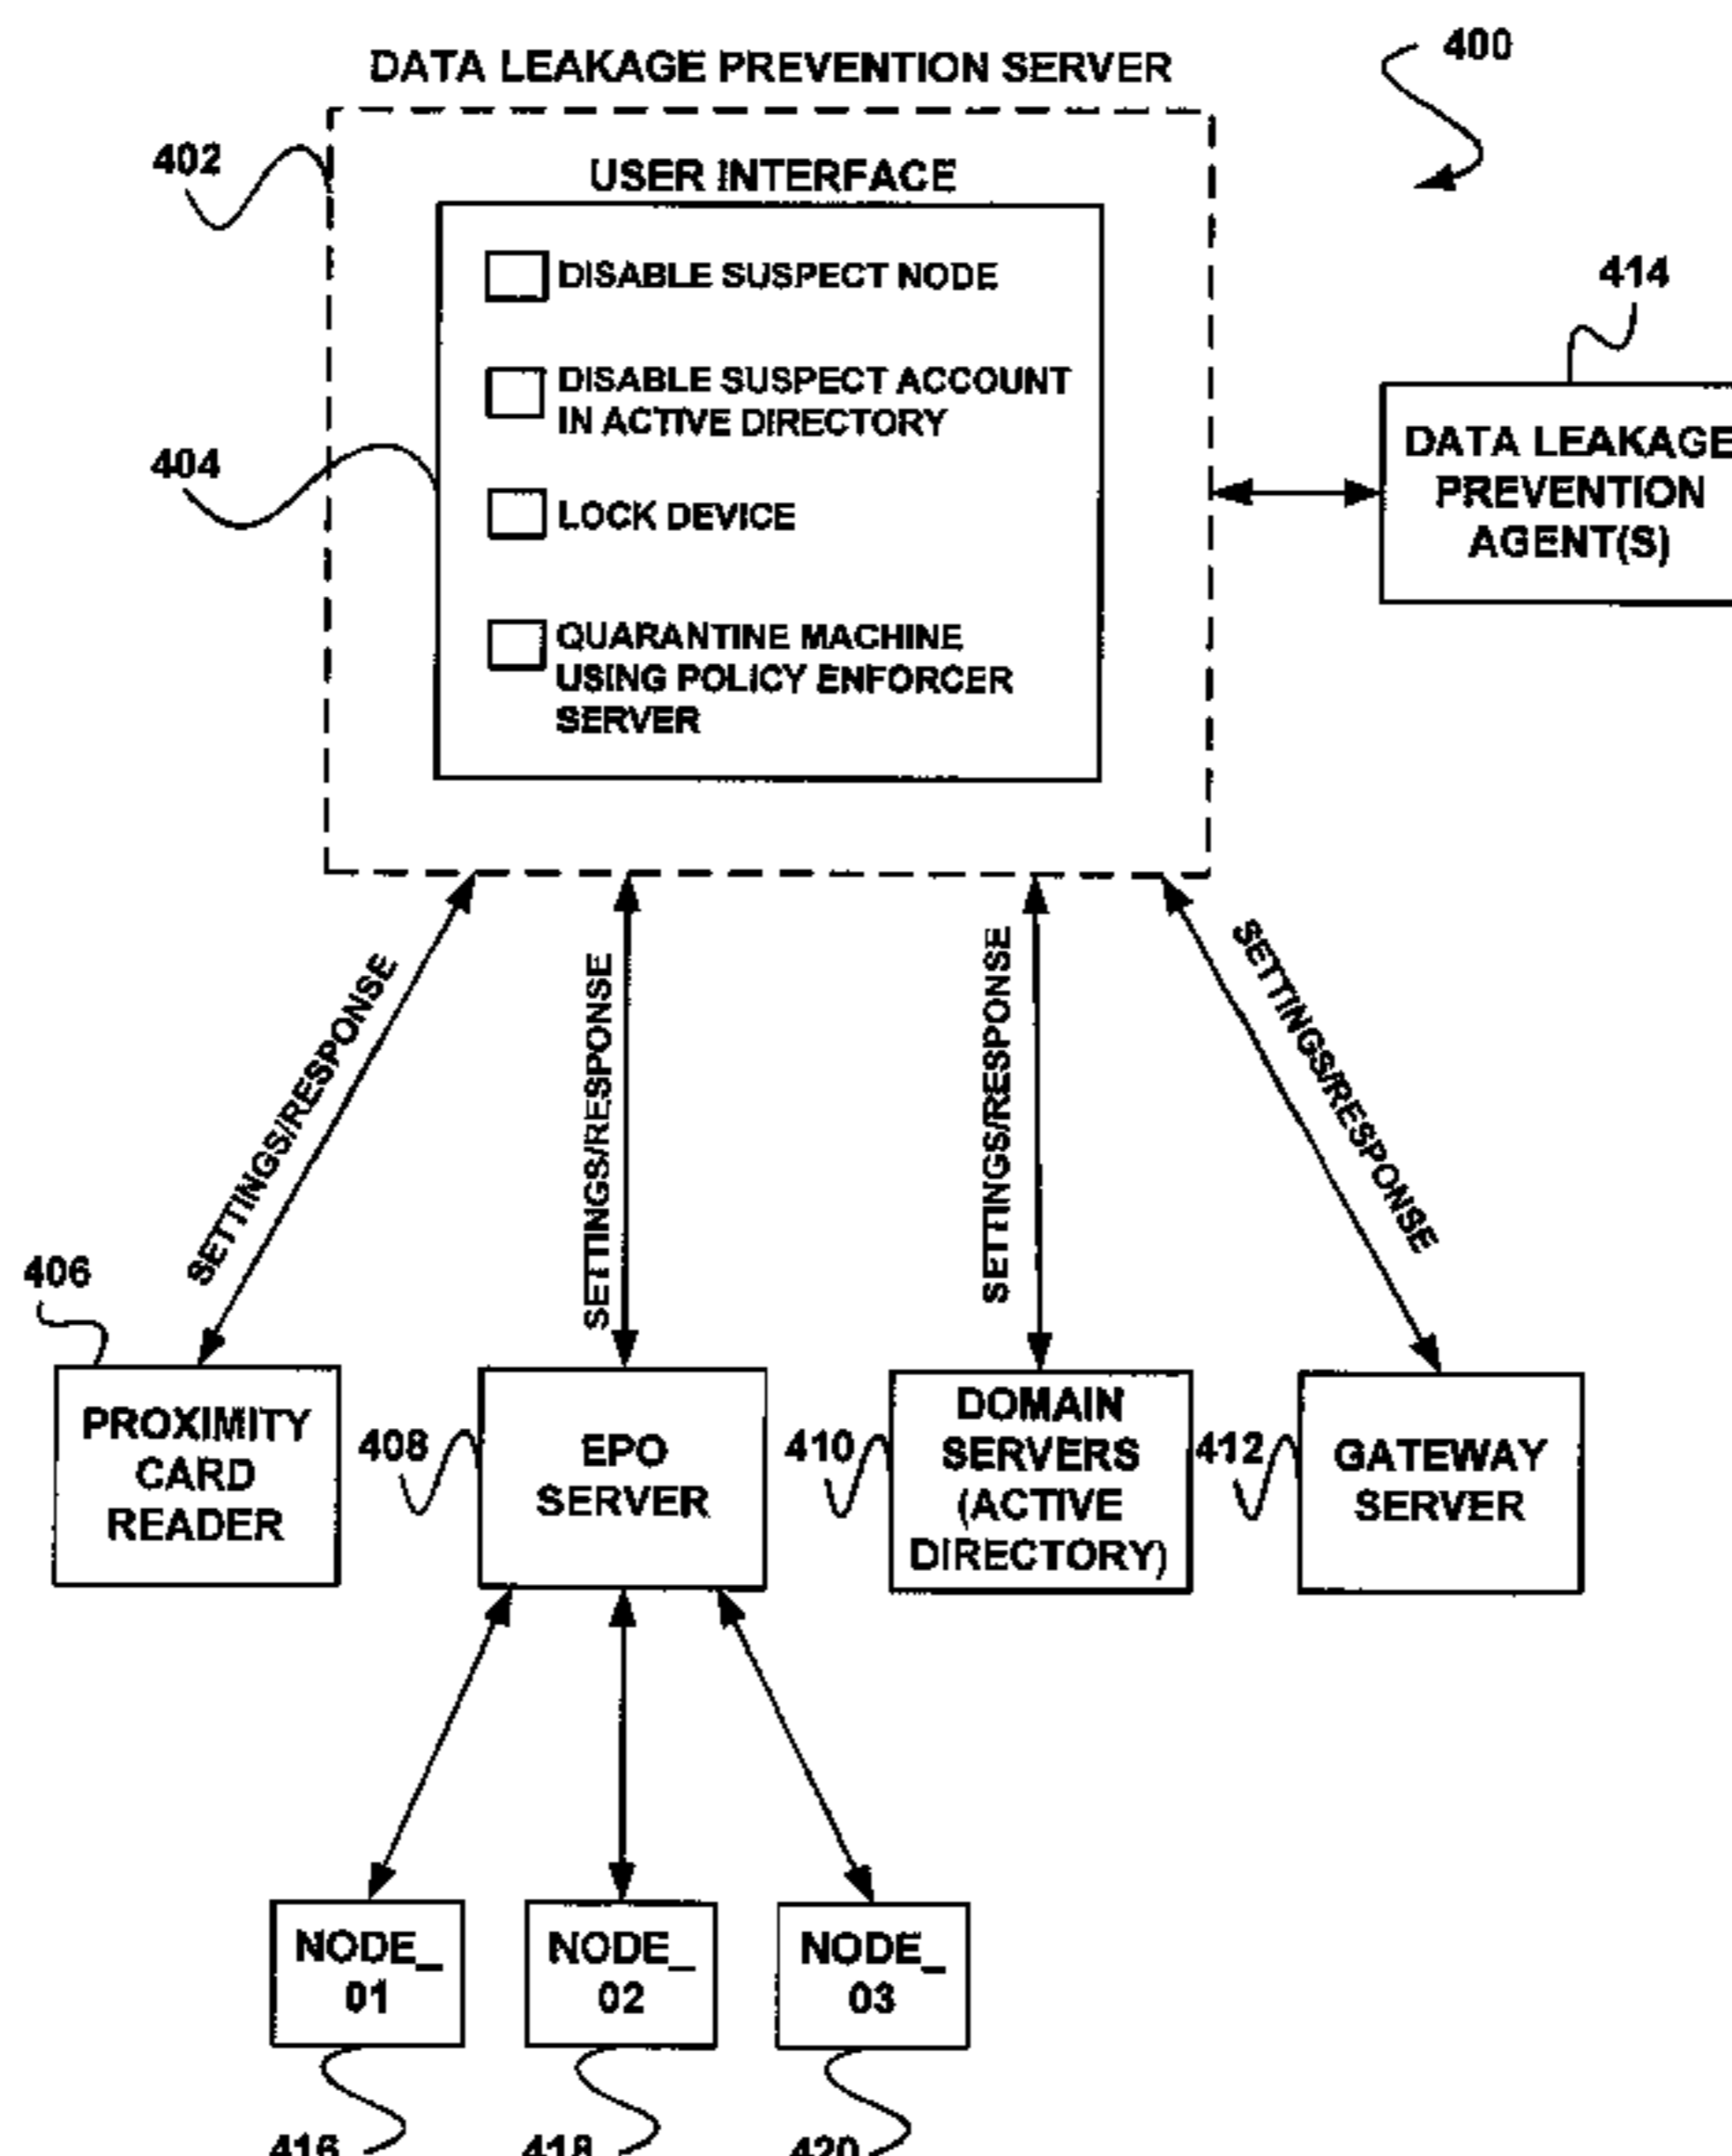 DATA LEAKAGE PREVENTION SERVER
400
402
USER INTERFACE
DISABLE SUSPECT NODE
414
DISABLE SUSPECT ACCOUNT
IN ACTIVE DIRECTORY
404
LOCK DEVICE
DATA LEAKAGE
PREVENTION
AGENT(S)
QUARANTINE MACHINE
USING POLICY ENFORCER
SERVER
SETTINGS/RESPONSE
SETTINGS/RESPONSE
SETTINGS/RESPONSE
SETTINGS/RESPONSE
406
PROXIMITY
CARD
READER
408
EPO
SERVER
410
DOMAIN
SERVERS
(ACTIVE
DIRECTORY)
412
GATEWAY
SERVER
NODE_
01
NODE_
02
NODE_
03
416
418
420